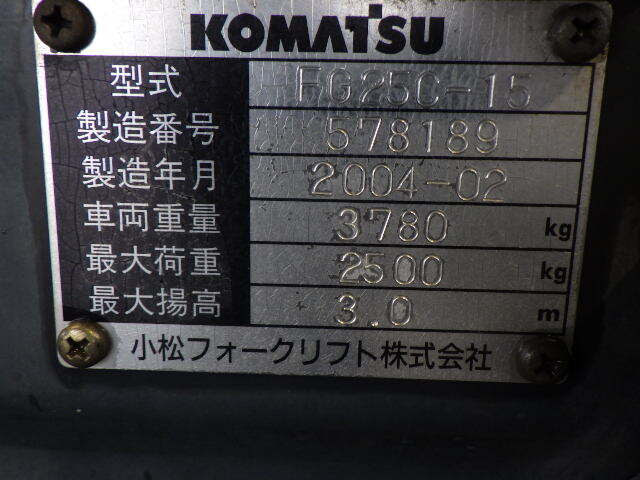 KOMATSU
型式 FG25C-15
製造番号 578189
製造年月 2004-02
車両重量 3780 kg
最大荷重 2500 kg
最大揚高 3.0 m
小松フォークリフト株式会社